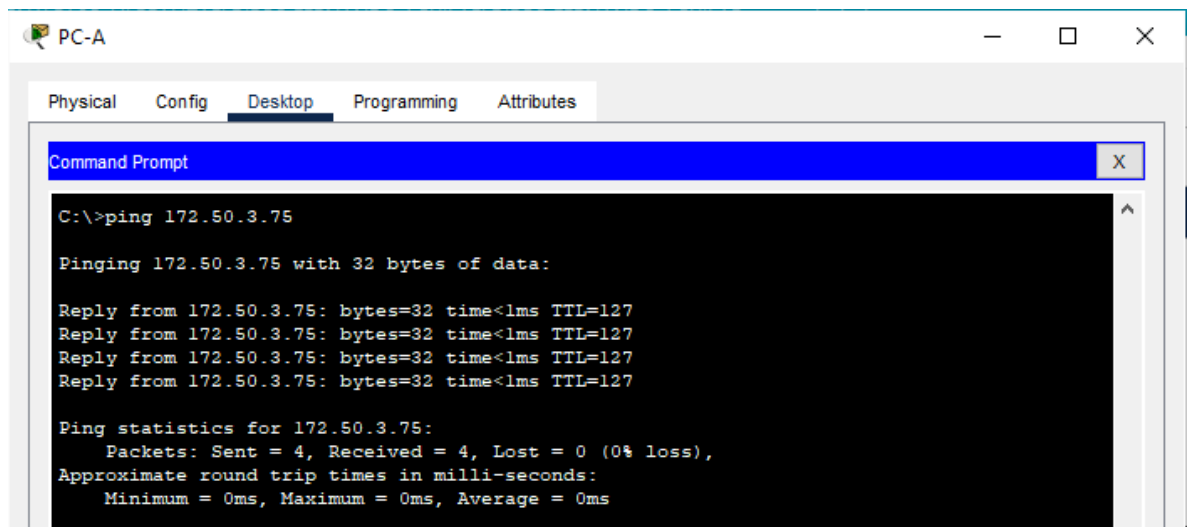 PC-A
Physical Config Desktop Programming Attributes
Command Prompt
X
C:\>ping 172.50.3.75
Pinging 172.50.3.75 with 32 bytes of data:
Reply from 172.50.3.75: bytes=32 time<1ms TTL=127
Reply from 172.50.3.75: bytes=32 time<1ms TTL=127
Reply from 172.50.3.75: bytes=32 time<1ms TTL=127
Reply from 172.50.3.75: bytes=32 time<1ms TTL=127
Ping statistics for 172.50.3.75:
Packets: Sent = 4, Received = 4, Lost = 0 (0% loss),
Approximate round trip times in milli-seconds:
Minimum = 0ms, Maximum = 0ms, Average = 0ms